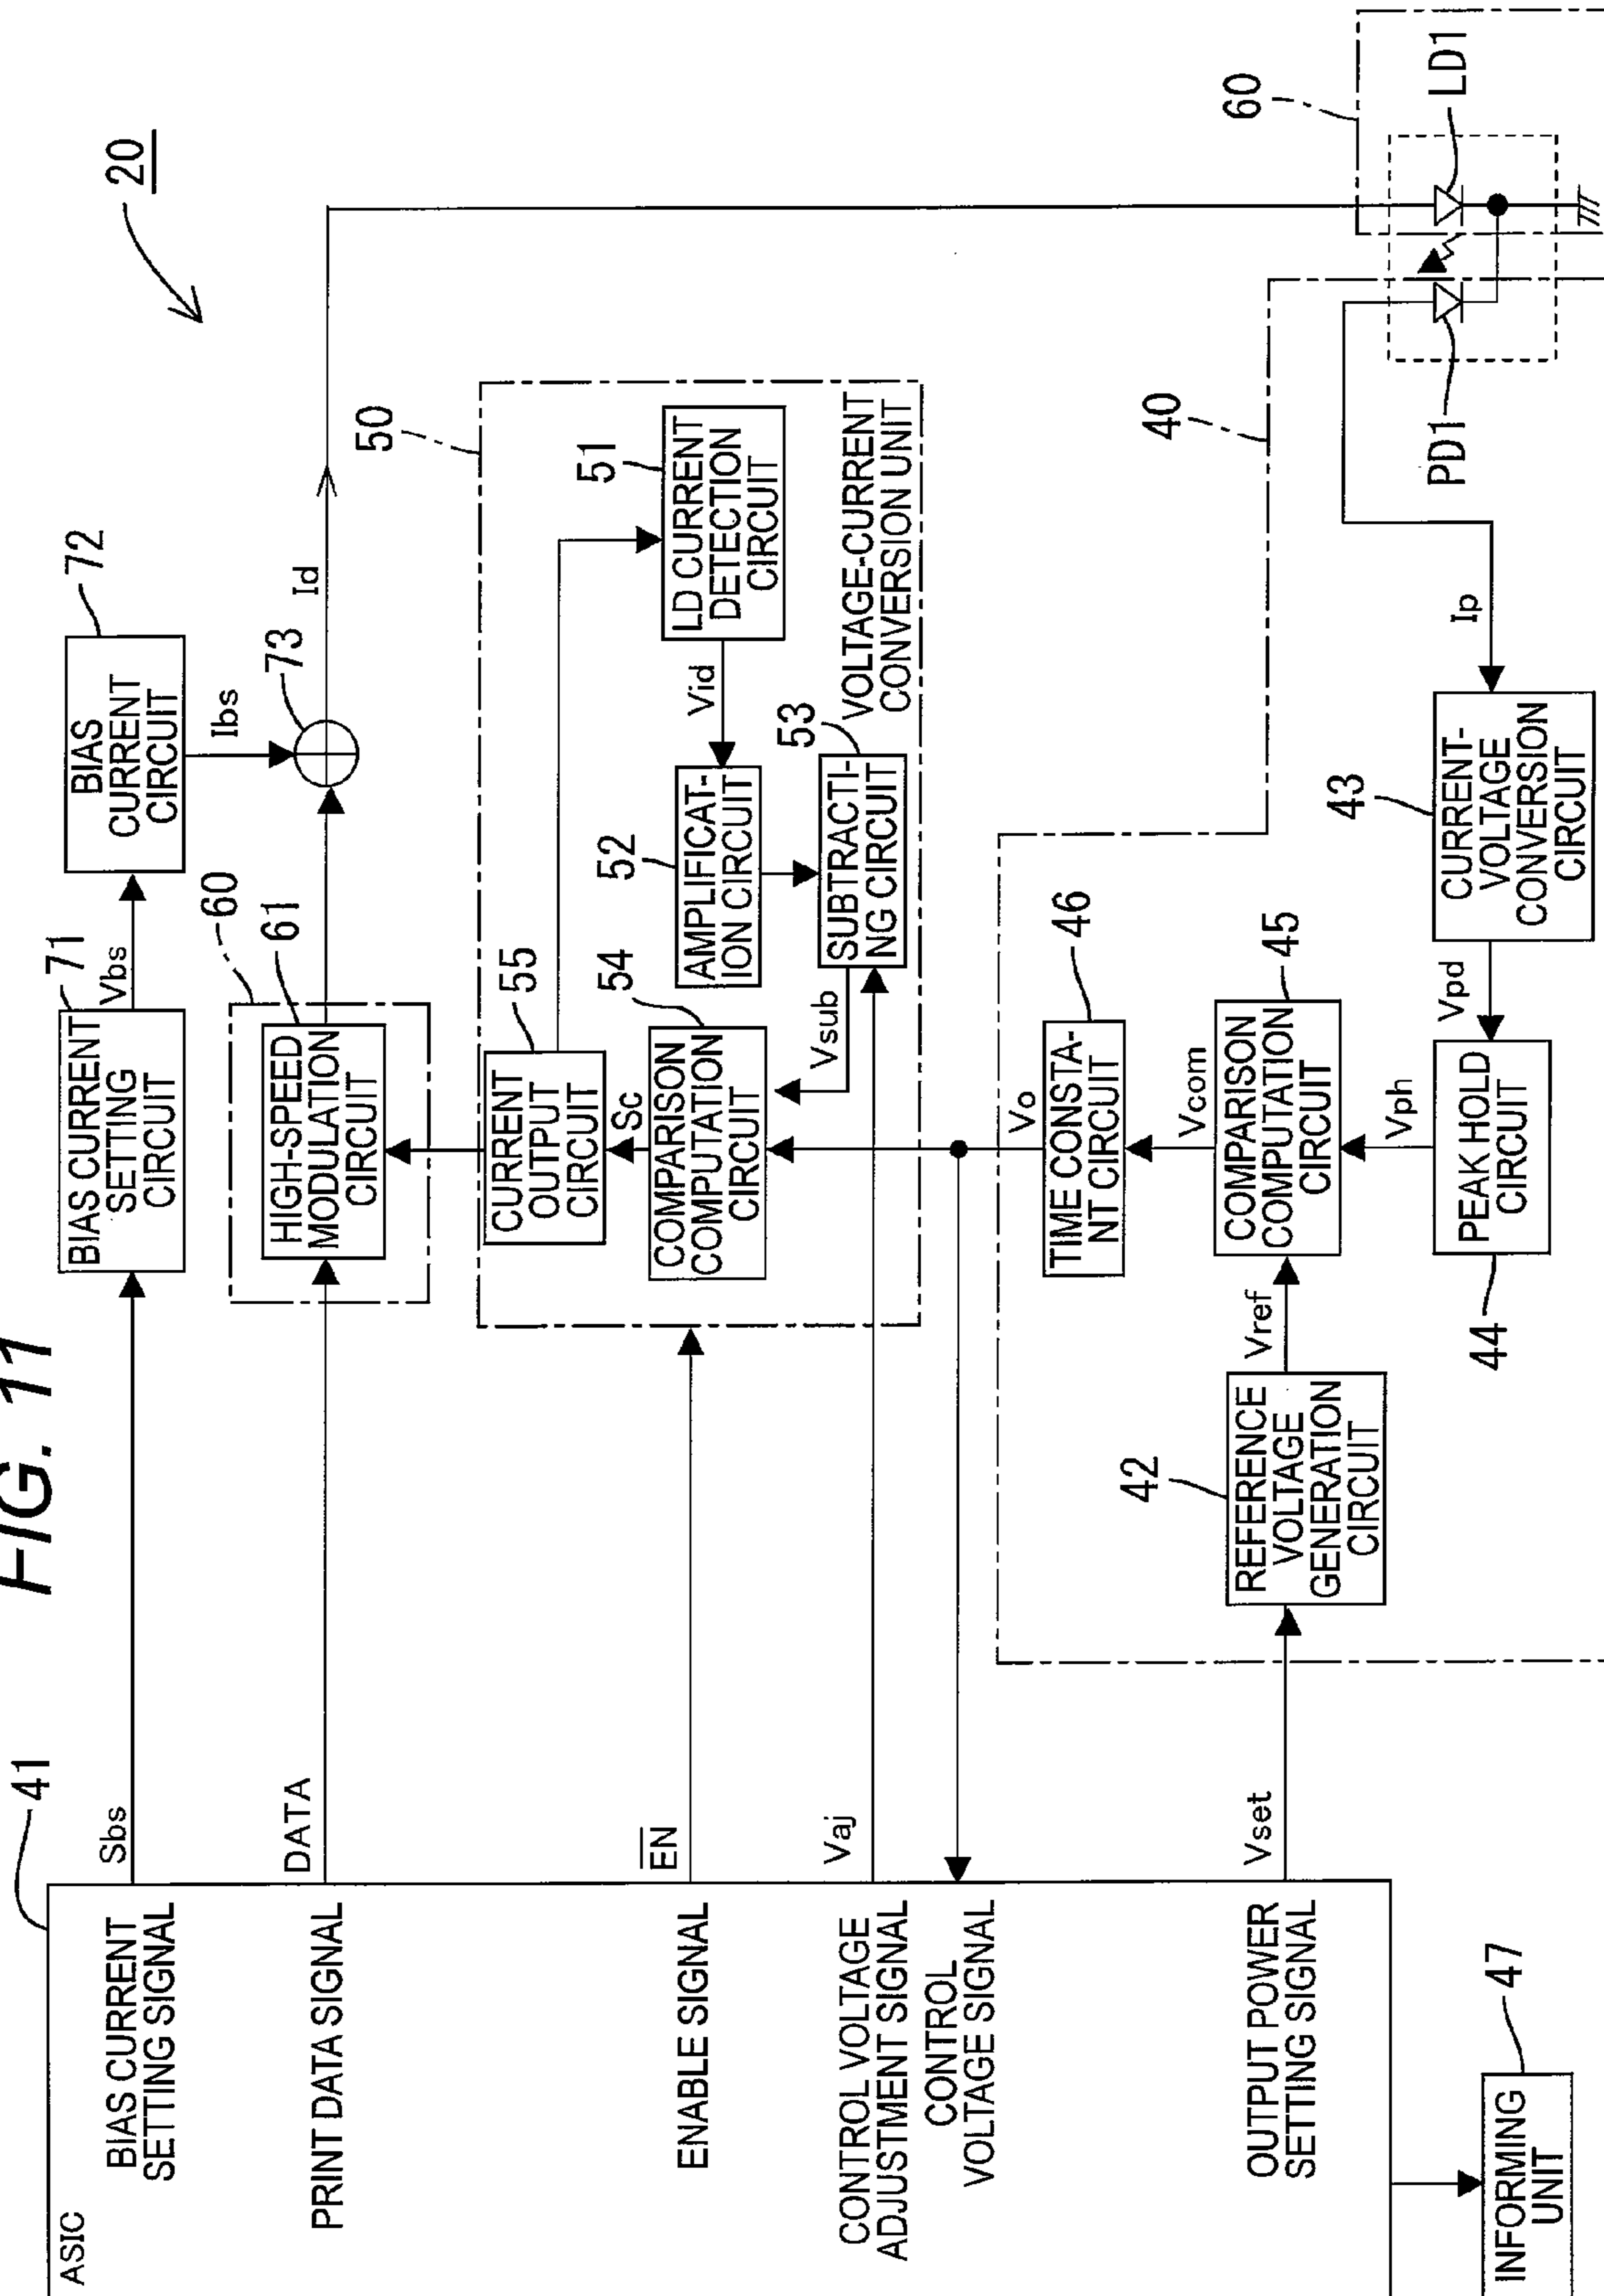 FIG. 11
20
41
ASIC
BIAS CURRENT
SETTING SIGNAL
Sbs
71
BIAS CURRENT
SETTING
CIRCUIT
Vbs
72
BIAS
CURRENT
CIRCUIT
Ibs
73
Id
PRINT DATA SIGNAL
DATA
60
61
HIGH-SPEED
MODULATION
CIRCUIT
50
55
CURRENT
OUTPUT
CIRCUIT
51
LD CURRENT
DETECTION
CIRCUIT
Sc
Vid
ENABLE SIGNAL
EN
54
COMPARISON
COMPUTATION
CIRCUIT
52
AMPLIFICAT-
ION CIRCUIT
Vsub
53
SUBTRACTI-
NG CIRCUIT
VOLTAGE-CURRENT
CONVERSION UNIT
CONTROL VOLTAGE
ADJUSTMENT SIGNAL
Vaj
CONTROL
VOLTAGE SIGNAL
Vo
46
TIME CONSTA-
NT CIRCUIT
40
60
OUTPUT POWER
SETTING SIGNAL
Vset
42
REFERENCE
VOLTAGE
GENERATION
CIRCUIT
Vref
Vcom
45
COMPARISON
COMPUTATION
CIRCUIT
Vph
44
PEAK HOLD
CIRCUIT
Vpd
43
CURRENT-
VOLTAGE
CONVERSION
CIRCUIT
Ip
PD1
LD1
47
INFORMING
UNIT